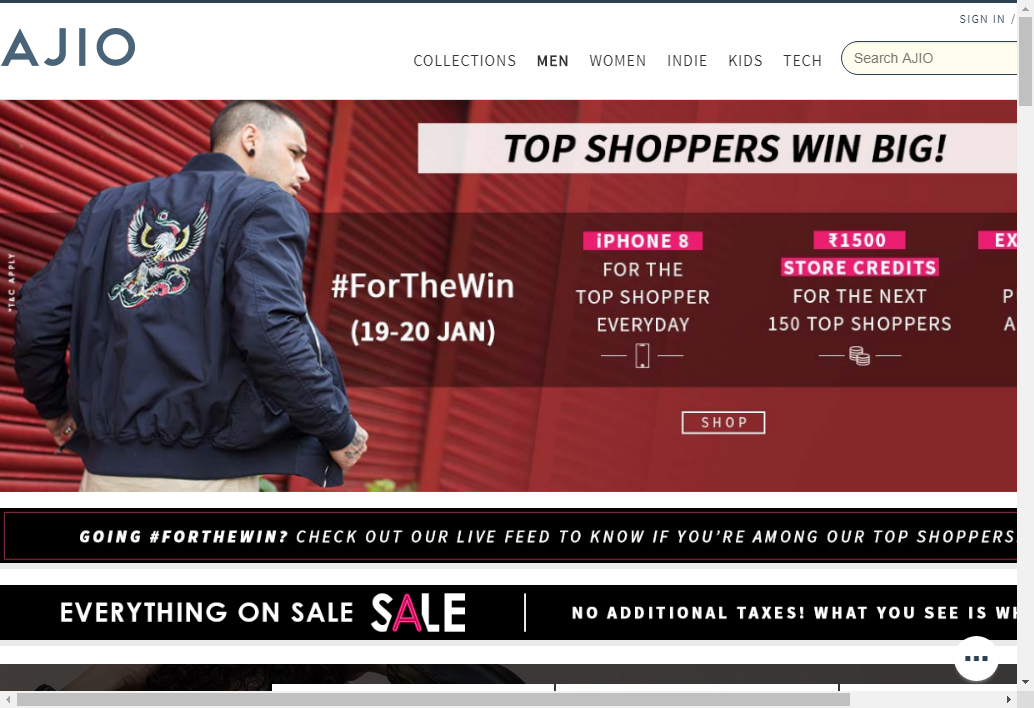 SIGN IN /
AJIO
COLLECTIONS MEN WOMEN INDIE KIDS TECH
Search AJIO
TOP SHOPPERS WIN BIG!
*T&C APPLY
#ForTheWin
(19-20 JAN)
iPHONE 8
FOR THE
TOP SHOPPER
EVERYDAY
₹1500
STORE CREDITS
FOR THE NEXT
150 TOP SHOPPERS
SHOP
GOING #FORTHEWIN? CHECK OUT OUR LIVE FEED TO KNOW IF YOU'RE AMONG OUR TOP SHOPPERS
EVERYTHING ON SALE SALE
NO ADDITIONAL TAXES! WHAT YOU SEE IS